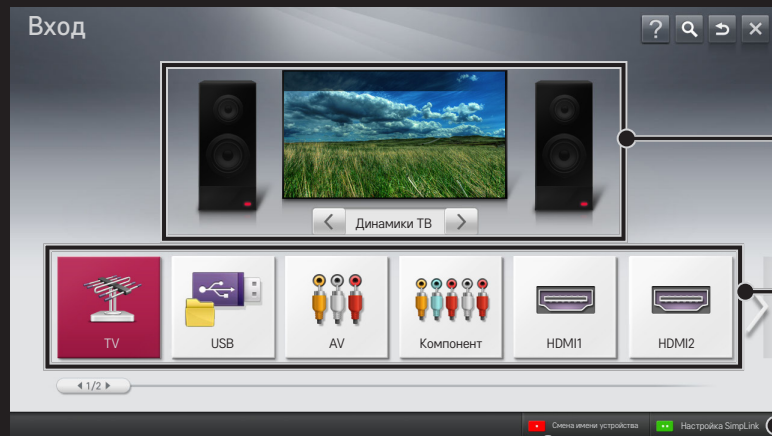 Вход
?
Динамики ТВ
TV
USB
AV
Компонент
HDMI1
HDMI2
1/2
Смена имени устройства
Настройка SimpLink